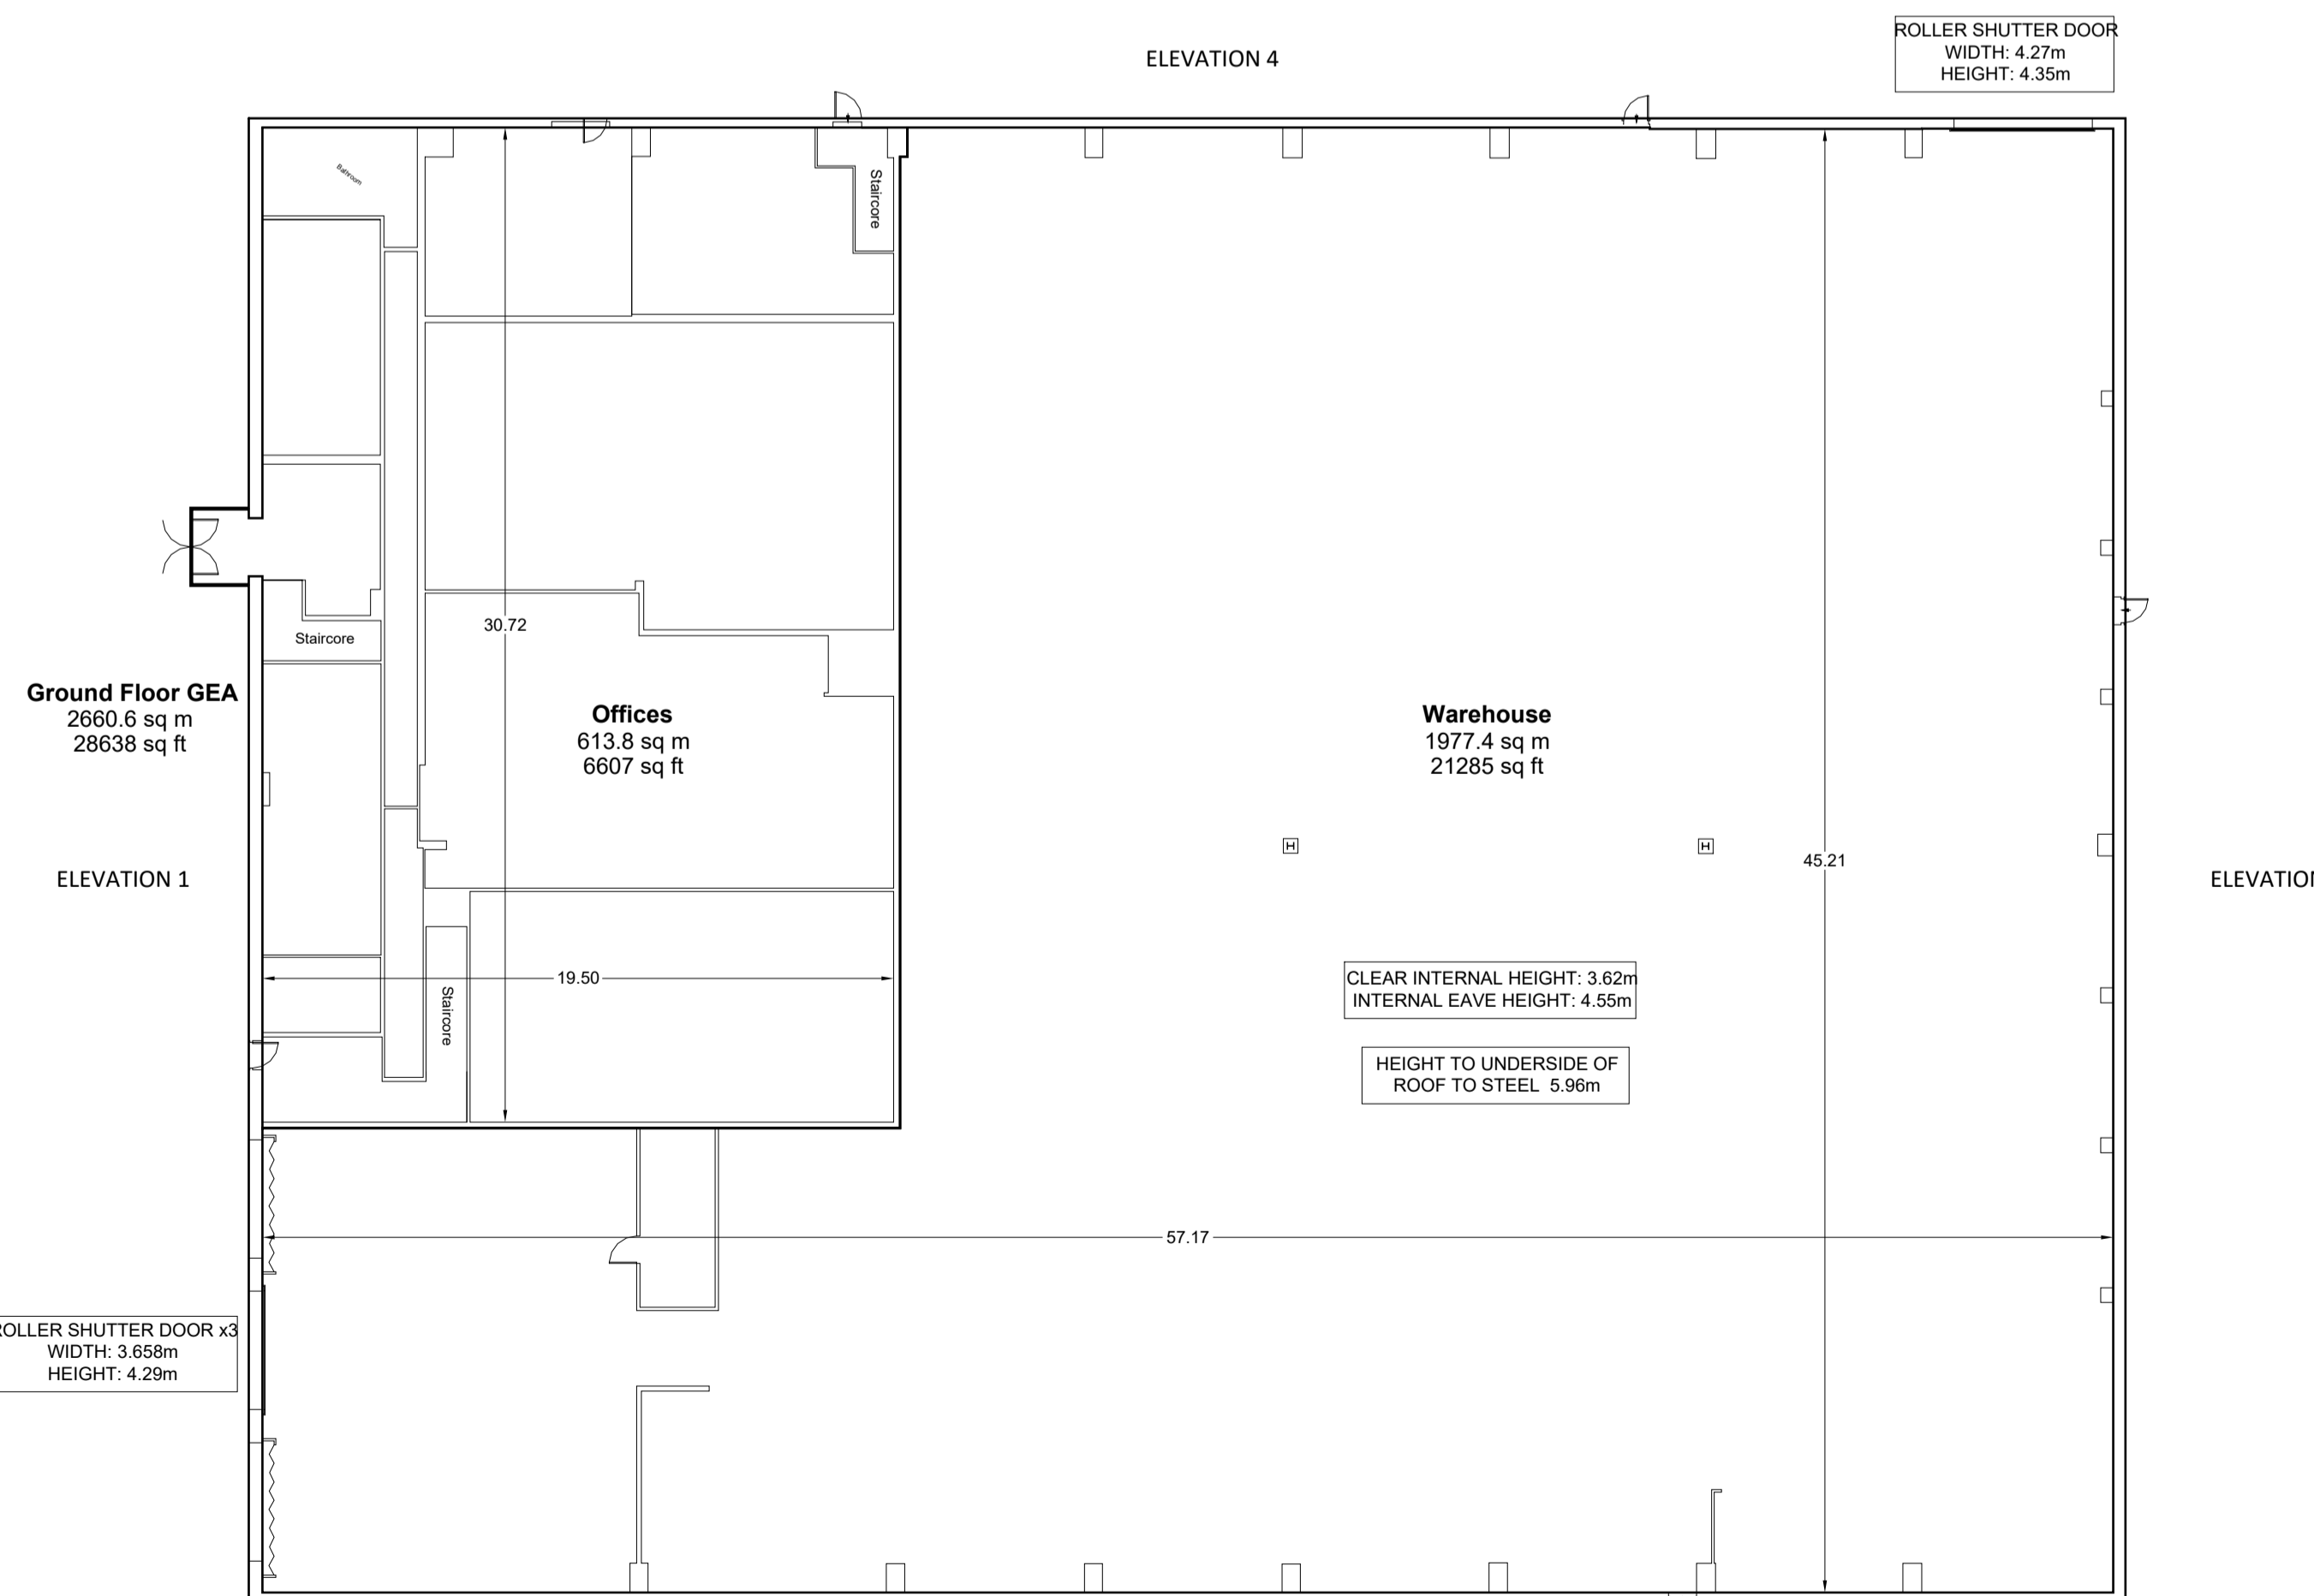 ELEVATION 4
ROLLER SHUTTER DOOR
WIDTH: 4.27m
HEIGHT: 4.35m
Bathroom
Staircore
30.72
Staircore
Ground Floor GEA
2660.6 sq m
28638 sq ft
Offices
613.8 sq m
6607 sq ft
Warehouse
1977.4 sq m
21285 sq ft
H
H
45.21
ELEVATION 1
ELEVATION
CLEAR INTERNAL HEIGHT: 3.62m
INTERNAL EAVE HEIGHT: 4.55m
19.50
Staircore
HEIGHT TO UNDERSIDE OF
ROOF TO STEEL 5.96m
57.17
ROLLER SHUTTER DOOR x3
WIDTH: 3.658m
HEIGHT: 4.29m